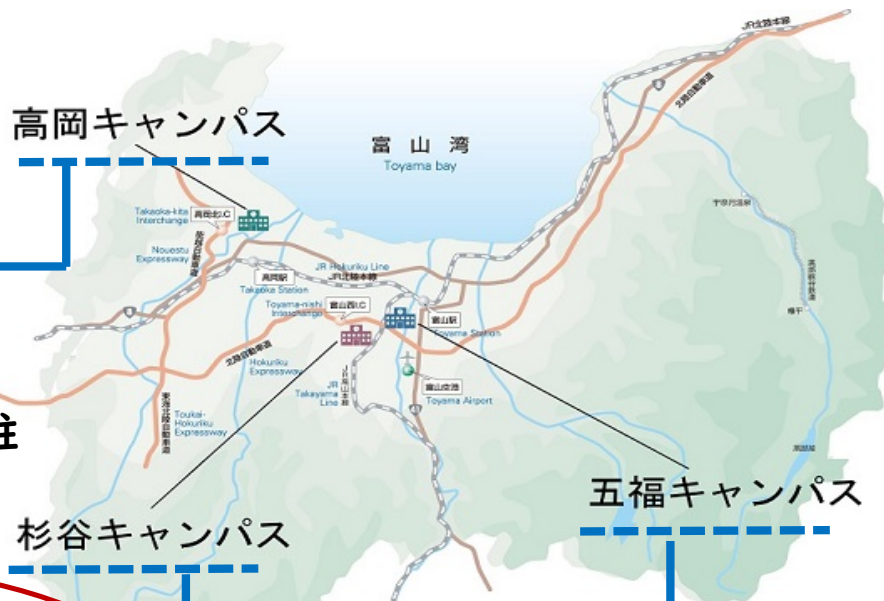 JR北陸本線
8
北陸自動車道
高岡キャンパス
富山湾
Toyama bay
宇奈月温泉
Takaoka-kita
Interchange
高岡北I.C
Nouestu
Expressway
能越自動車道
JR Hokuriku Line
JR北陸本線
高岡駅
Takaoka Station
Toyama-nishi
Interchange
富山西I.C
富山駅
Toyama Station
8
北陸自動車道
Hokuriku
Expressway
JR
Takayama
Line
JR高山本線
富山空港
Toyama Airport
41
東海北陸自動車道
Toukai-
Hokuriku
Expressway
住
五福キャンパス
杉谷キャンパス